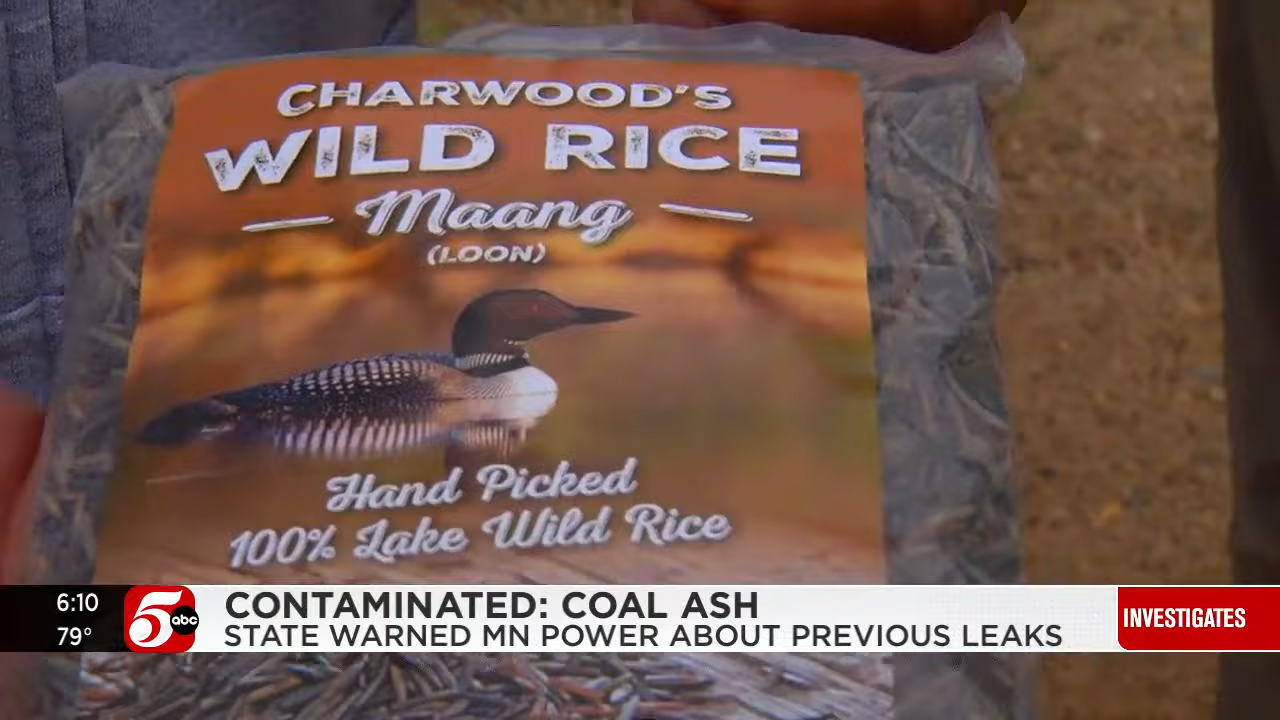 CHARWOOD'S
WILD RICE
Maang
(LOON)
Hand Picked
100% Lake Wild Rice
6:10
79°
5 abc
CONTAMINATED: COAL ASH
STATE WARNED MN POWER ABOUT PREVIOUS LEAKS
INVESTIGATES